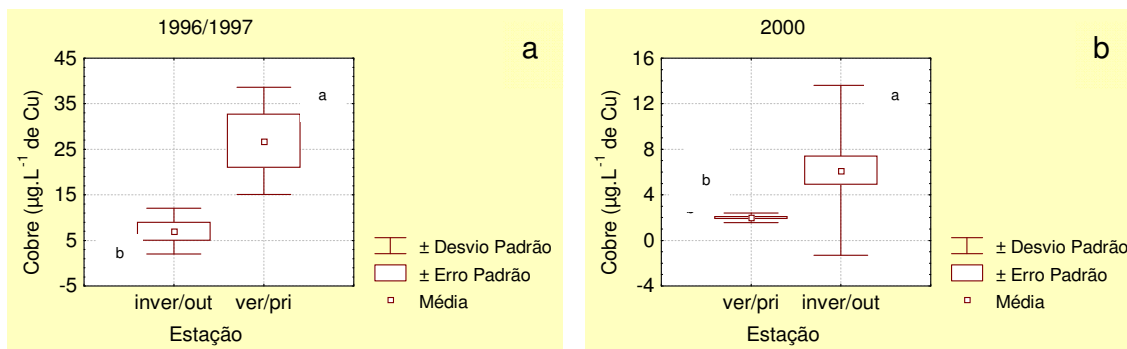 1996/1997
a
45
35
25
15
5
-5
Cobre (µg.L-1 de Cu)
a
b
inver/out ver/pri
Estação
± Desvio Padrão
± Erro Padrão
Média
2000
b
16
12
8
4
0
-4
Cobre (µg.L-1 de Cu)
a
b
ver/pri inver/out
Estação
± Desvio Padrão
± Erro Padrão
Média